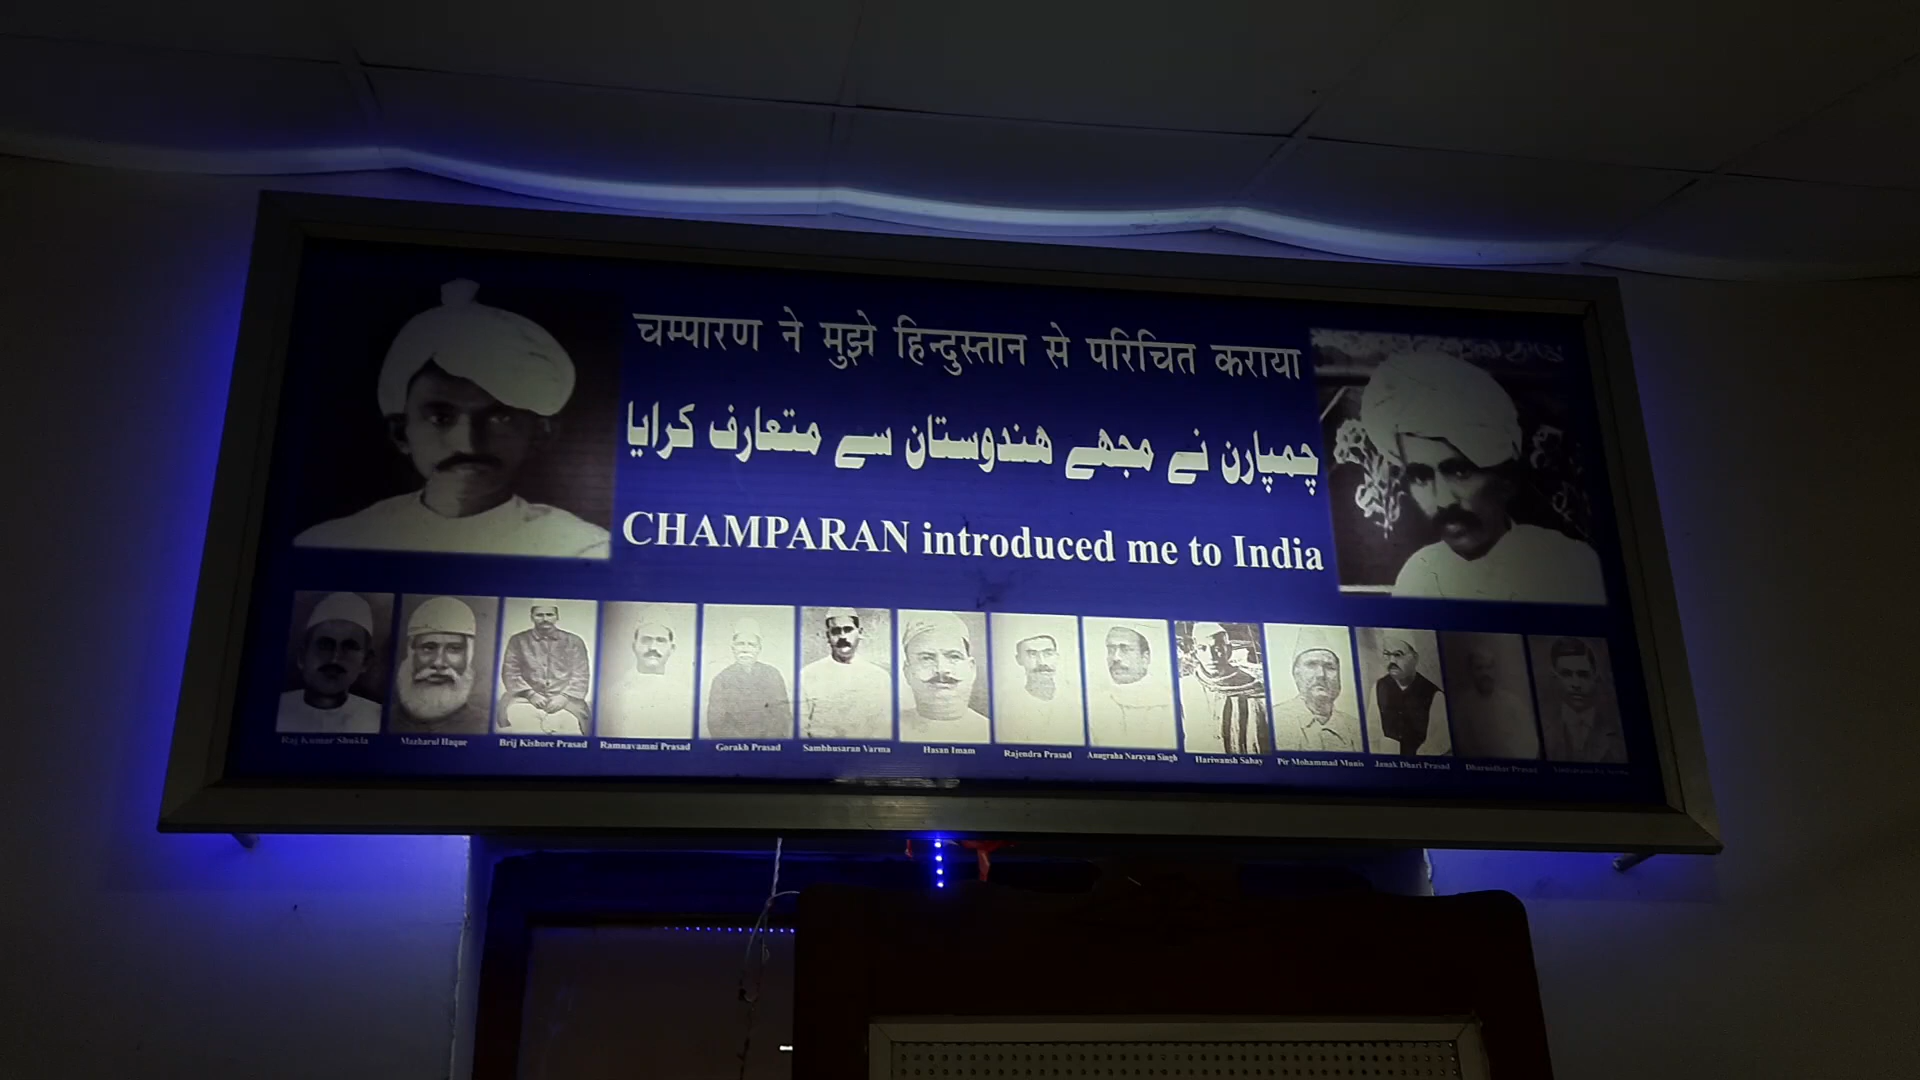 चम्पारण ने मुझे हिन्दुस्तान से परिचित कराया
چمپارن نے مجھے ھندوستان سے متعارف کرایا
CHAMPARAN introduced me to India
Raj Kumar Shukla
Mazharul Haque
Brij Kishore Prasad
Ramnavamni Prasad
Gorakh Prasad
Sambhusaran Varma
Hasan Imam
Rajendra Prasad
Anugraha Narayan Singh
Hariwansh Sahay
Pir Mohammad Munis
Janak Dhari Prasad
Dharnidhar Prasad